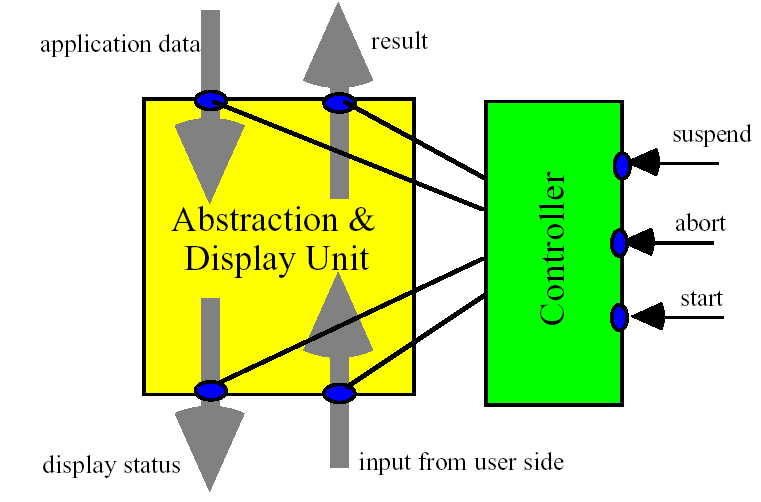 application data
result
suspend
abort
start
Abstraction &
Display Unit
Controller
display status
input from user side